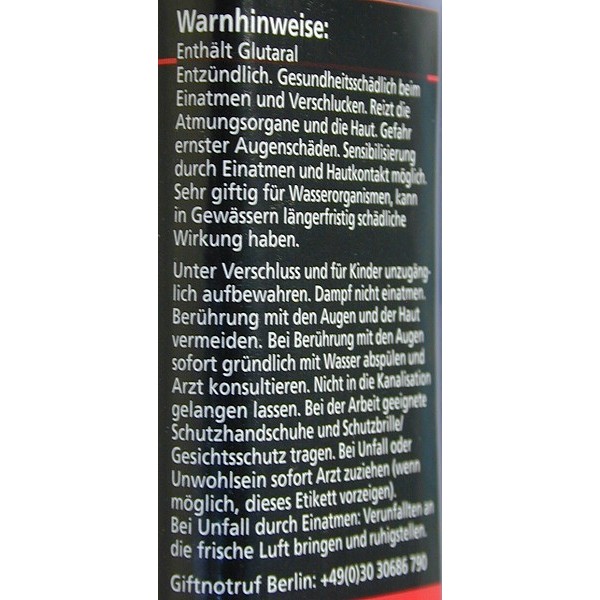 Warnhinweise:
Enthält Glutaral
Entzündlich. Gesundheitsschädlich beim
Einatmen und Verschlucken. Reizt die
Atmungsorgane und die Haut. Gefahr
ernster Augenschäden. Sensibilisierung
durch Einatmen und Hautkontakt möglich.
Sehr giftig für Wasserorganismen, kann
in Gewässern längerfristig schädliche
Wirkung haben.
Unter Verschluss und für Kinder unzugäng-
lich aufbewahren. Dampf nicht einatmen.
Berührung mit den Augen und der Haut
vermeiden. Bei Berührung mit den Augen
sofort gründlich mit Wasser abspülen und
Arzt konsultieren. Nicht in die Kanalisation
gelangen lassen. Bei der Arbeit geeignete
Schutzhandschuhe und Schutzbrille/
Gesichtsschutz tragen. Bei Unfall oder
Unwohlsein sofort Arzt zuziehen (wenn
möglich, dieses Etikett vorzeigen).
Bei Unfall durch Einatmen: Verunfallten an
die frische Luft bringen und ruhigstellen.
Giftnotruf Berlin: +49(0)30 30686 790